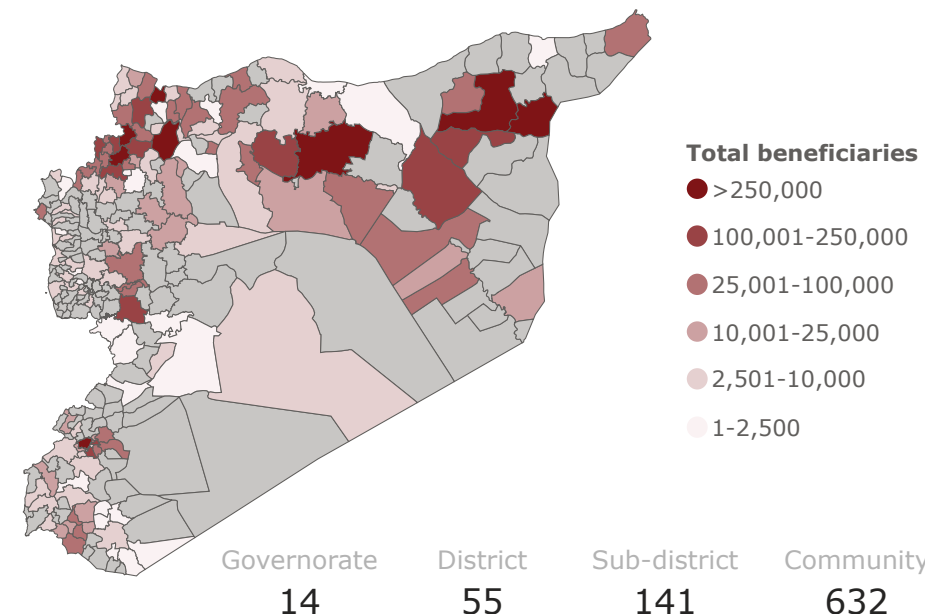 Total beneficiaries
>250,000
100,001-250,000
25,001-100,000
10,001-25,000
2,501-10,000
1-2,500
Governorate District Sub-district Community
14 55 141 632